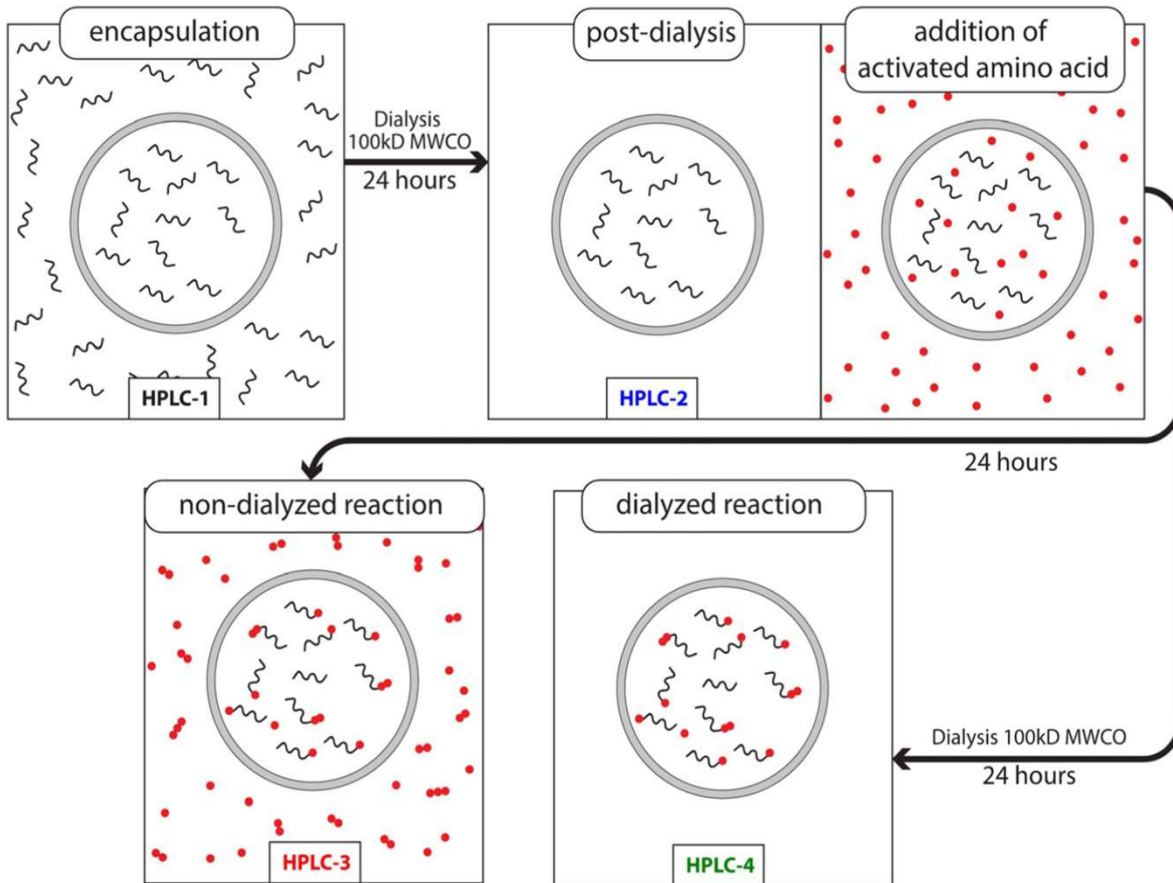 encapsulation
HPLC-1
Dialysis
100kD MWCO
24 hours
post-dialysis
HPLC-2
addition of
activated amino acid
24 hours
non-dialyzed reaction
HPLC-3
dialyzed reaction
HPLC-4
Dialysis 100kD MWCO
24 hours